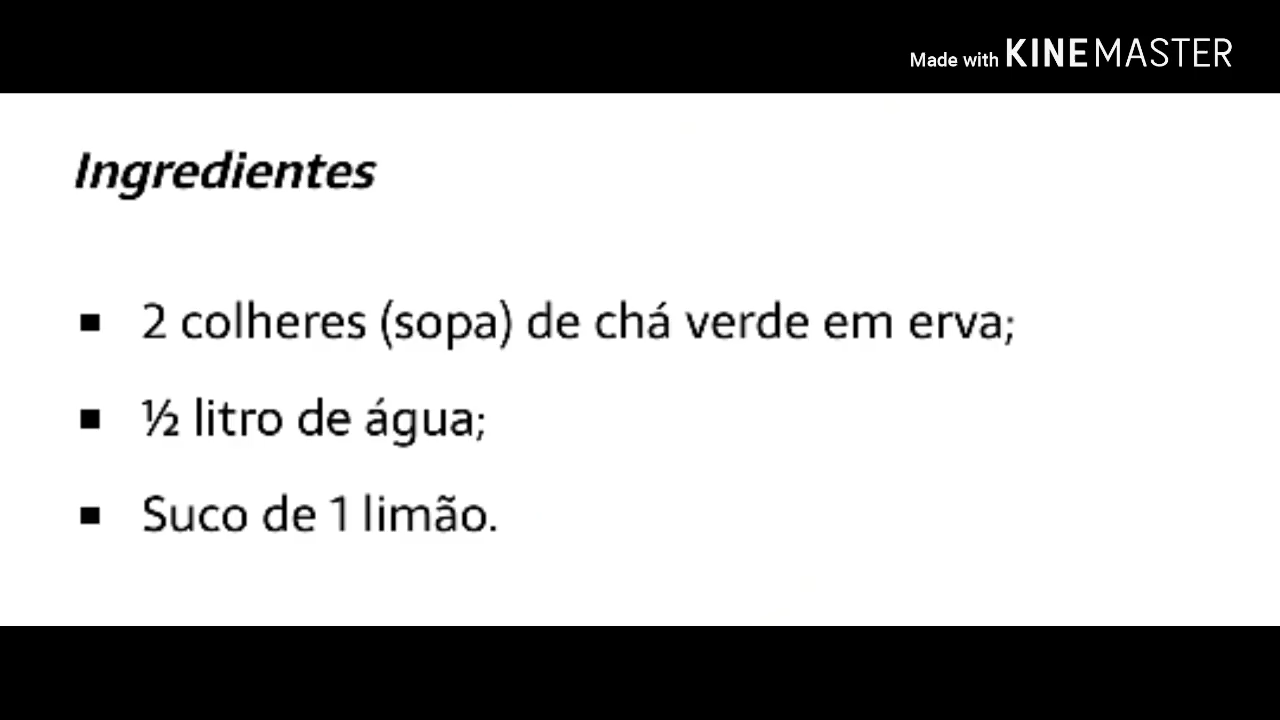 Made with KINEMASTER
Ingredientes
▪ 2 colheres (sopa) de chá verde em erva;
▪ ½ litro de água;
▪ Suco de 1 limão.